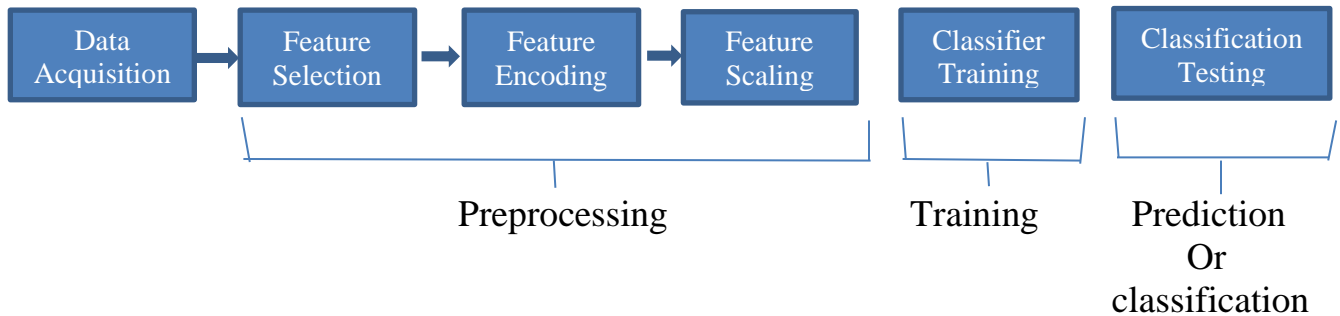 Data
Acquisition
Feature
Selection
Feature
Encoding
Feature
Scaling
Classifier
Training
Classification
Testing
Preprocessing
Training
Prediction
Or
classification